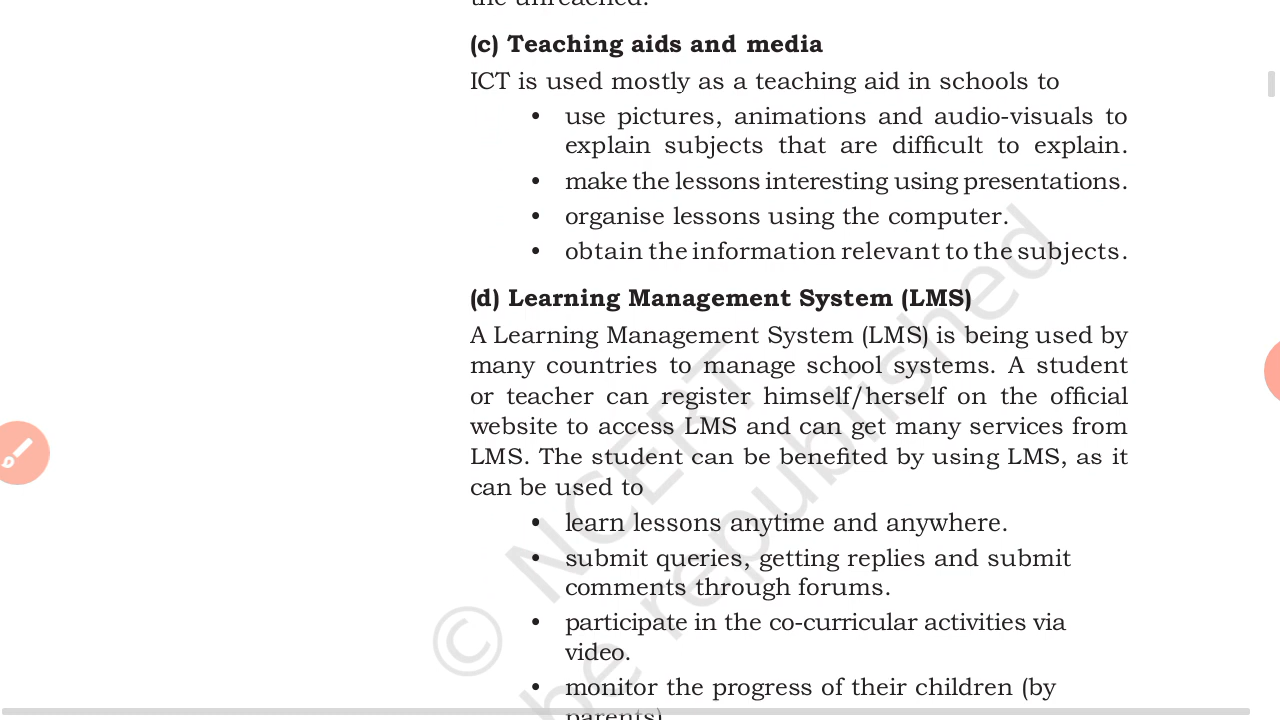 the unreached.
(c) Teaching aids and media
ICT is used mostly as a teaching aid in schools to
• use pictures, animations and audio-visuals to
explain subjects that are difficult to explain.
• make the lessons interesting using presentations.
• organise lessons using the computer.
• obtain the information relevant to the subjects.
(d) Learning Management System (LMS)
A Learning Management System (LMS) is being used by
many countries to manage school systems. A student
or teacher can register himself/herself on the official
website to access LMS and can get many services from
LMS. The student can be benefited by using LMS, as it
can be used to
• learn lessons anytime and anywhere.
• submit queries, getting replies and submit
comments through forums.
• participate in the co-curricular activities via
video.
• monitor the progress of their children (by
parents)
© NCERT
be republished